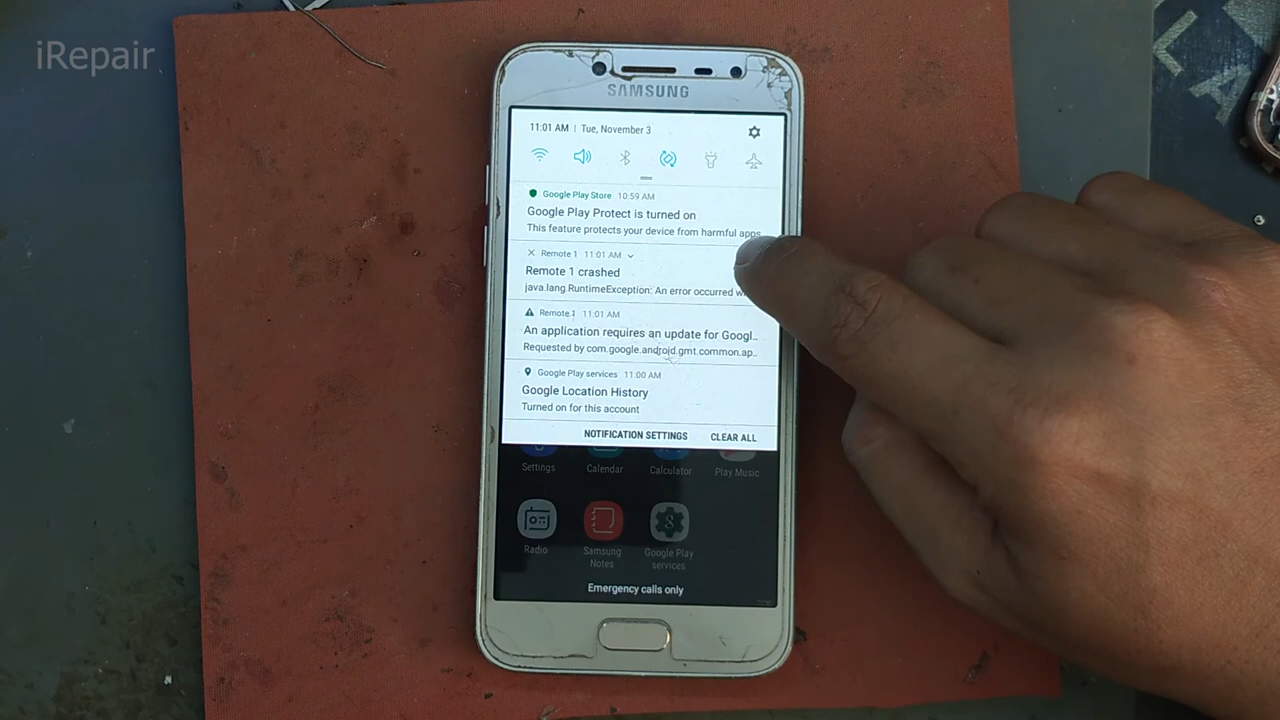 iRepair
SAMSUNG
11:01 AM | Tue, November 3
Google Play Store 10:59 AM
Google Play Protect is turned on
This feature protects your device from harmful apps
Remote 1 11:01 AM
Remote 1 crashed
java.lang.RuntimeException: An error occurred
Remote 1 11:01 AM
An application requires an update for Googl...
Requested by com.google.android.gmt.common.ap...
Google Play services 11:00 AM
Google Location History
Turned on for this account
NOTIFICATION SETTINGS CLEAR ALL
Settings Calendar Calculator Play Music
Radio Samsung Notes Google Play services
Emergency calls only